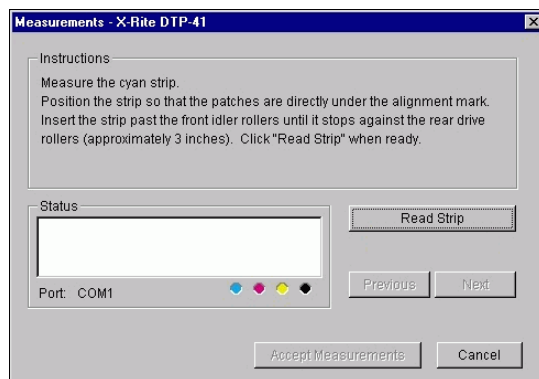 Measurements - X-Rite DTP-41
Instructions
Measure the cyan strip.
Position the strip so that the patches are directly under the alignment mark.
Insert the strip past the front idler rollers until it stops against the rear drive
rollers (approximately 3 inches). Click "Read Strip" when ready.
Status
Read Strip
Port: COM1
Previous
Next
Accept Measurements
Cancel